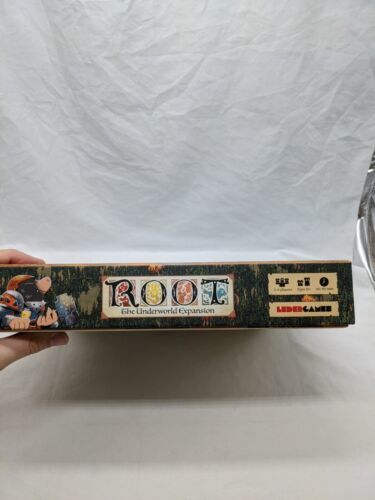 ROOT
The Underworld Expansion
LEDERGAMES